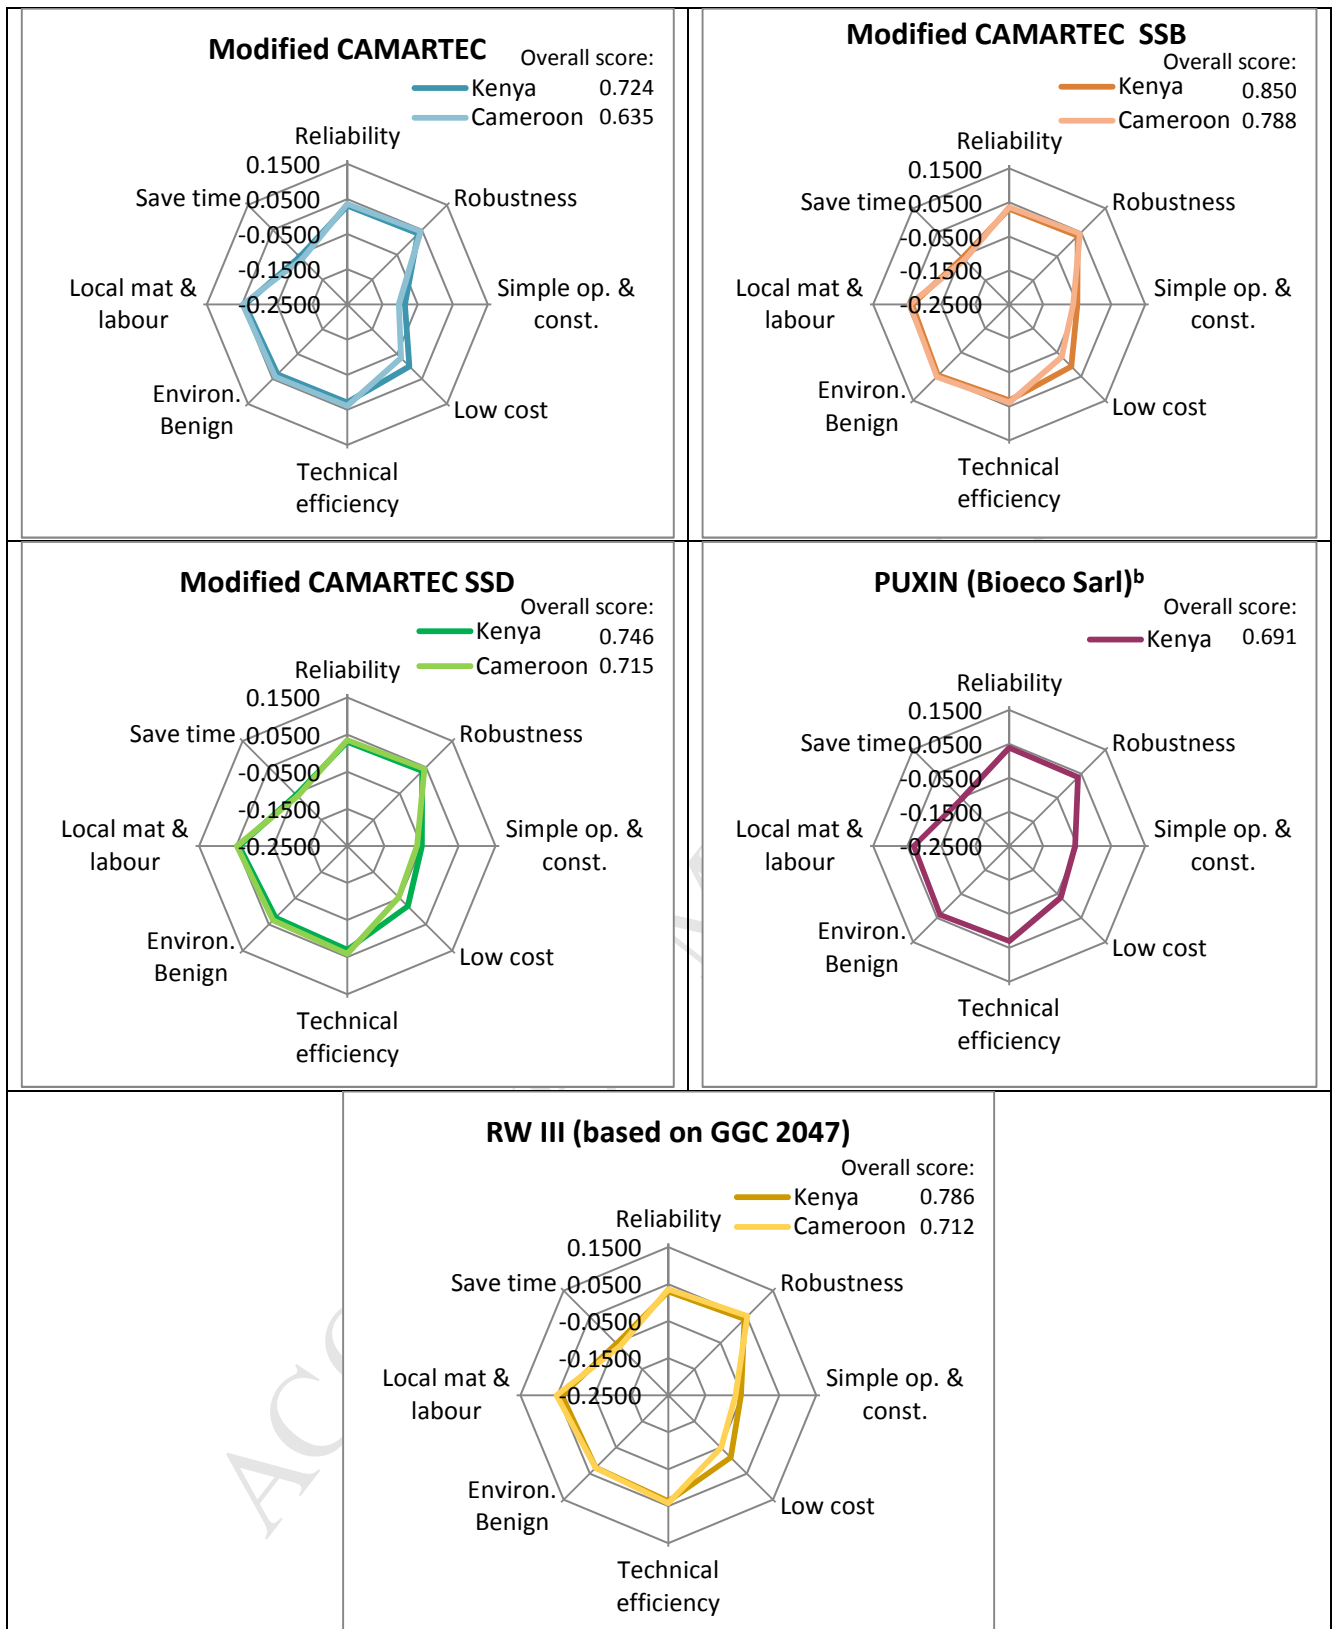 Modified CAMARTEC
Overall score:
Kenya 0.724
Cameroon 0.635
Reliability
Robustness
Simple op. &
const.
Low cost
Technical
efficiency
Environ.
Benign
Local mat &
labour
Save time
0.1500
0.0500
-0.0500
-0.1500
-0.2500
Modified CAMARTEC SSB
Overall score:
Kenya 0.850
Cameroon 0.788
Reliability
Robustness
Simple op. &
const.
Low cost
Technical
efficiency
Environ.
Benign
Local mat &
labour
Save time
0.1500
0.0500
-0.0500
-0.1500
-0.2500
Modified CAMARTEC SSD
Overall score:
Kenya 0.746
Cameroon 0.715
Reliability
Robustness
Simple op. &
const.
Low cost
Technical
efficiency
Environ.
Benign
Local mat &
labour
Save time
0.1500
0.0500
-0.0500
-0.1500
-0.2500
PUXIN (Bioeco Sarl)ᵇ
Overall score:
Kenya 0.691
Reliability
Robustness
Simple op. &
const.
Low cost
Technical
efficiency
Environ.
Benign
Local mat &
labour
Save time
0.1500
0.0500
-0.0500
-0.1500
-0.2500
RW III (based on GGC 2047)
Overall score:
Kenya 0.786
Cameroon 0.712
Reliability
Robustness
Simple op. &
const.
Low cost
Technical
efficiency
Environ.
Benign
Local mat &
labour
Save time
0.1500
0.0500
-0.0500
-0.1500
-0.2500